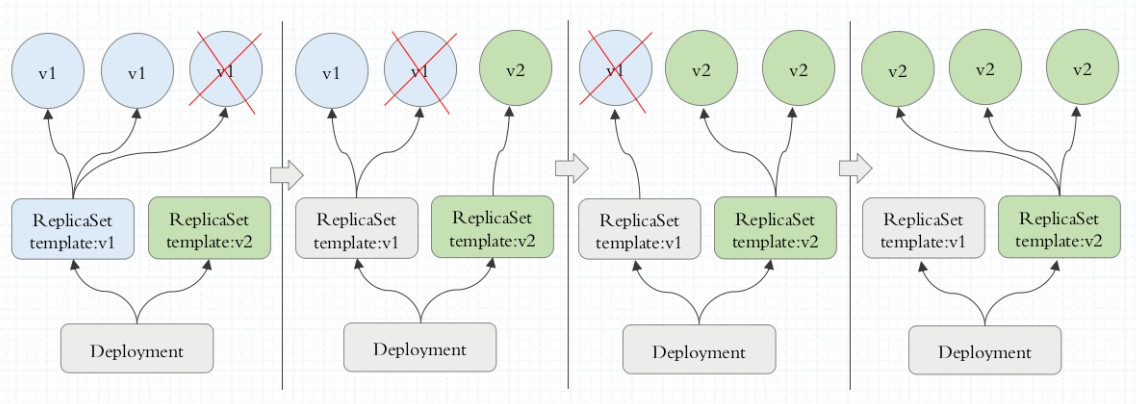 v1
v1
v1
ReplicaSet
template:v1
ReplicaSet
template:v2
Deployment
v1
v1
v2
ReplicaSet
template:v1
ReplicaSet
template:v2
Deployment
v1
v2
v2
ReplicaSet
template:v1
ReplicaSet
template:v2
Deployment
v2
v2
v2
ReplicaSet
template:v1
ReplicaSet
template:v2
Deployment